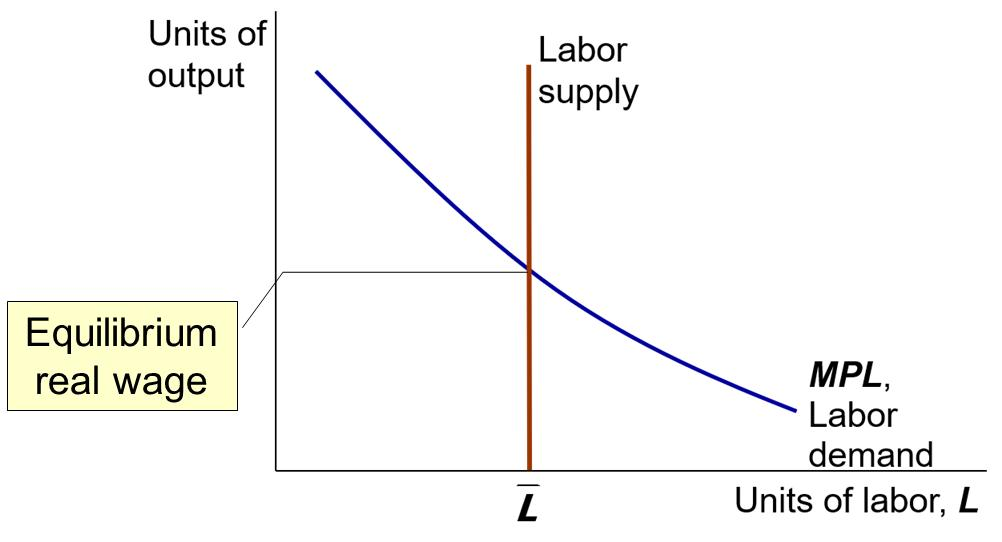 Units of
output
Labor
supply
Equilibrium
real wage
MPL,
Labor
demand
L̅
Units of labor, L